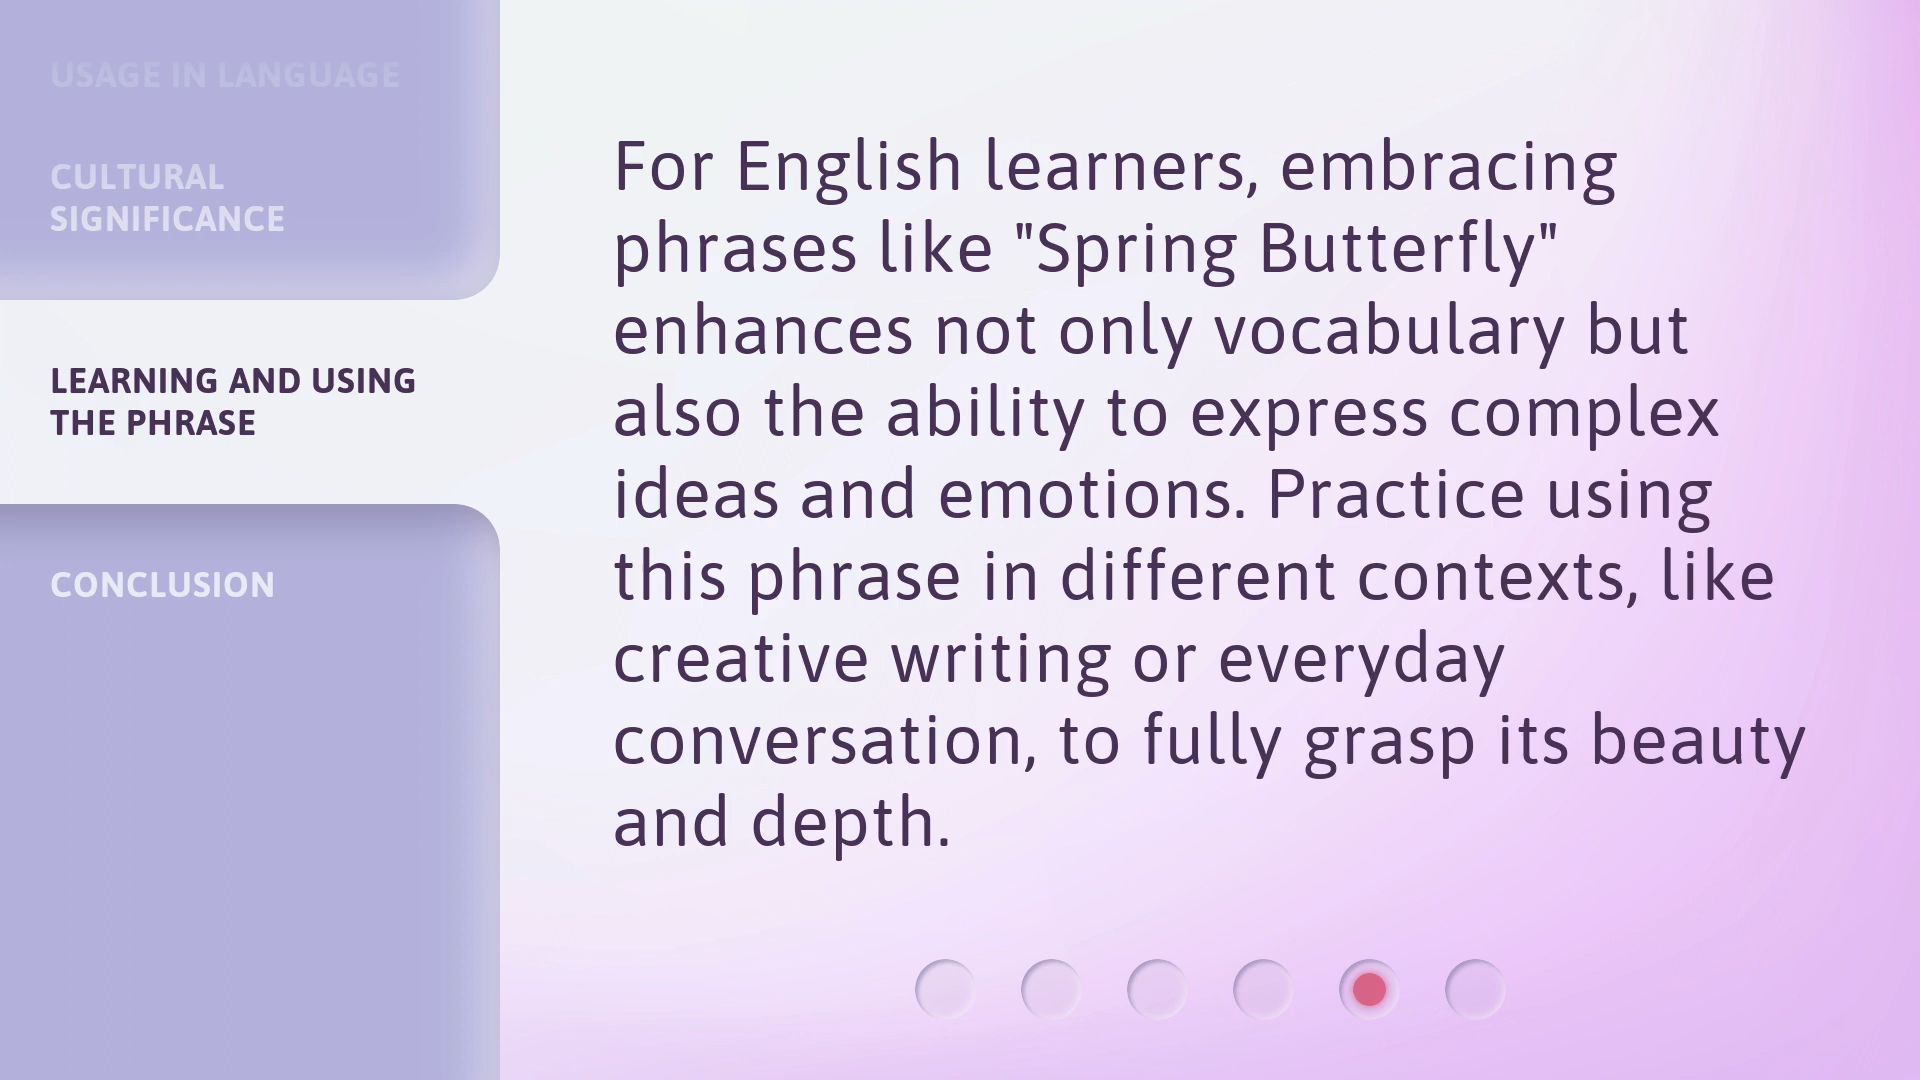 USAGE IN LANGUAGE
CULTURAL
SIGNIFICANCE
LEARNING AND USING
THE PHRASE
CONCLUSION
For English learners, embracing
phrases like "Spring Butterfly"
enhances not only vocabulary but
also the ability to express complex
ideas and emotions. Practice using
this phrase in different contexts, like
creative writing or everyday
conversation, to fully grasp its beauty
and depth.